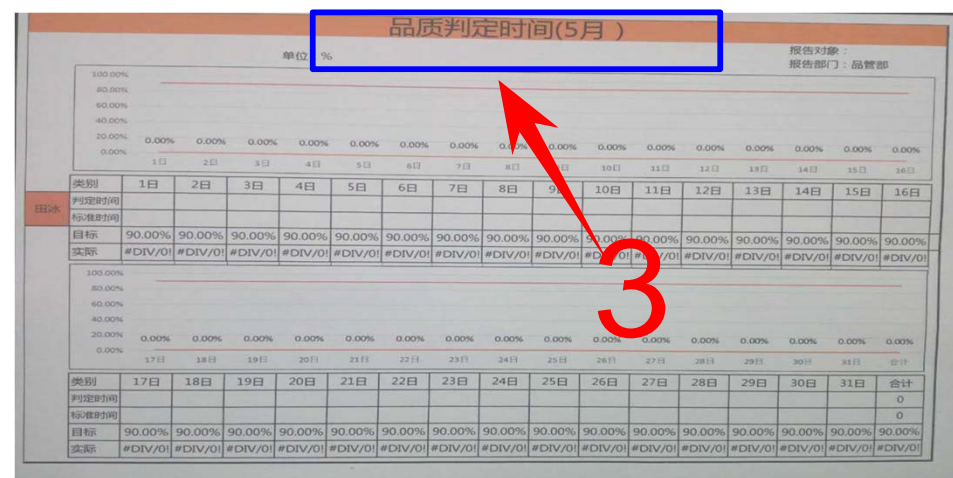 品质判定时间(5月 )
单位 %
报告对象：
报告部门：品管部
100.00%
80.00%
60.00%
40.00%
20.00%
0.00%
0.00% 0.00% 0.00% 0.00% 0.00% 0.00% 0.00% 0.00% 0.00% 0.00% 0.00% 0.00% 0.00% 0.00% 0.00%
1日 2日 3日 4日 5日 6日 7日 8日 日 10日 11日 12日 13日 14日 15日 16日
类别 1日 2日 3日 4日 5日 6日 7日 8日 9 10日 11日 12日 13日 14日 15日 16日
判定时间
标准时间
目标 90.00% 90.00% 90.00% 90.00% 90.00% 90.00% 90.00% 90.00% 90.00% 90.00% 90.00% 90.00% 90.00% 90.00% 90.00% 90.00%
实际 #DIV/0! #DIV/0! #DIV/0! #DIV/0! #DIV/0! #DIV/0! #DIV/0! #DIV/0! #DIV/0! #DIV/0! #DIV/0! #DIV/0! #DIV/0! #DIV/0! #DIV/0! #DIV/0!
3
100.00%
80.00%
60.00%
40.00%
20.00%
0.00%
0.00% 0.00% 0.00% 0.00% 0.00% 0.00% 0.00% 0.00% 0.00% 0.00% 0.00% 0.00% 0.00% 0.00% 0.00% 0.00%
17日 18日 19日 20日 21日 22日 23日 24日 25日 26日 27日 28日 29日 30日 31日 合计
类别 17日 18日 19日 20日 21日 22日 23日 24日 25日 26日 27日 28日 29日 30日 31日 合计
判定时间 0
标准时间 0
目标 90.00% 90.00% 90.00% 90.00% 90.00% 90.00% 90.00% 90.00% 90.00% 90.00% 90.00% 90.00% 90.00% 90.00% 90.00% 90.00%
实际 #DIV/0! #DIV/0! #DIV/0! #DIV/0! #DIV/0! #DIV/0! #DIV/0! #DIV/0! #DIV/0! #DIV/0! #DIV/0! #DIV/0! #DIV/0! #DIV/0! #DIV/0! #DIV/0!